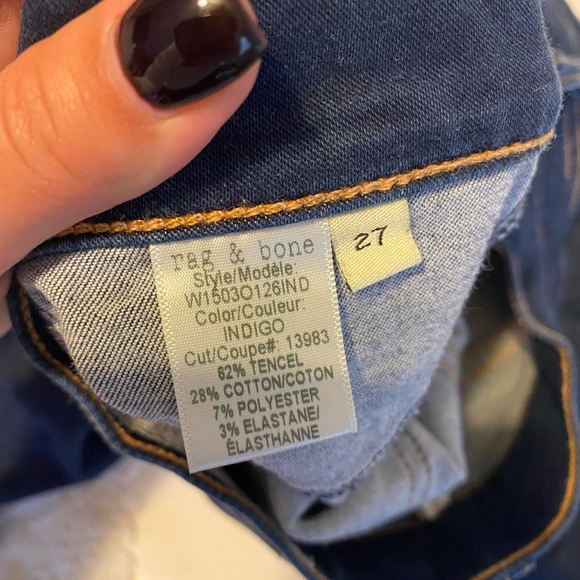 rag & bone
Style/Modèle:
W1503O126IND
Color/Couleur:
INDIGO
Cut/Coupe#: 13983
62% TENCEL
28% COTTON/COTON
7% POLYESTER
3% ELASTANE/
ÉLASTHANNE
27